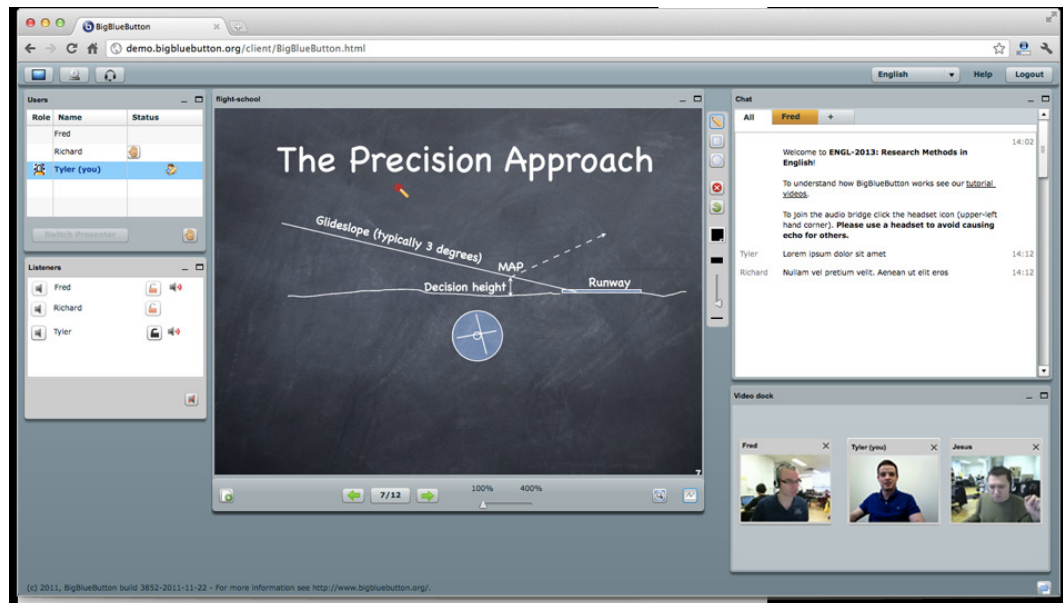 BigBlueButton
demo.bigbluebutton.org/client/BigBlueButton.html
English
Help
Logout
Users
Role Name Status
Fred
Richard
Tyler (you)
Switch Presenter
Listeners
Fred
Richard
Tyler
flight-school
The Precision Approach
Glideslope (typically 3 degrees)
MAP
Decision height
Runway
7
7/12
100% 400%
Chat
All Fred +
14:02
Welcome to ENGL-2013: Research Methods in
English!
To understand how BigBlueButton works see our tutorial
videos.
To join the audio bridge click the headset icon (upper-left
hand corner). Please use a headset to avoid causing
echo for others.
Tyler Lorem ipsum dolor sit amet 14:12
Richard Nullam vel pretium velit. Aenean ut elit eros 14:12
Video dock
Fred
Tyler (you)
Jesus
(c) 2011, BigBlueButton build 3852-2011-11-22 - For more information see http://www.bigbluebutton.org/.